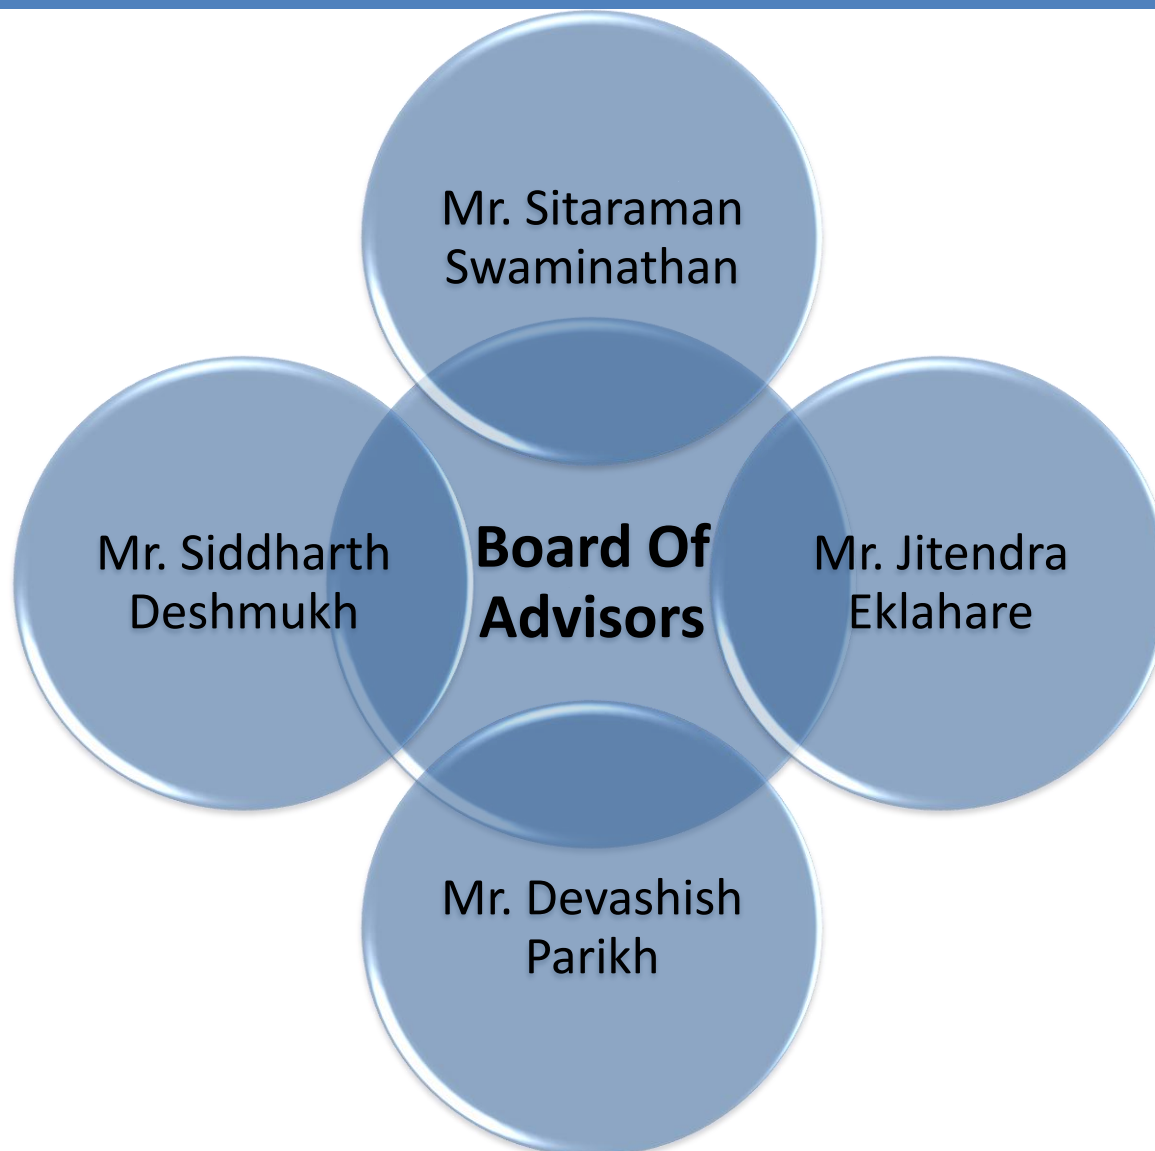 Mr. Sitaraman
Swaminathan
Mr. Siddharth
Deshmukh
Board Of
Advisors
Mr. Jitendra
Eklahare
Mr. Devashish
Parikh